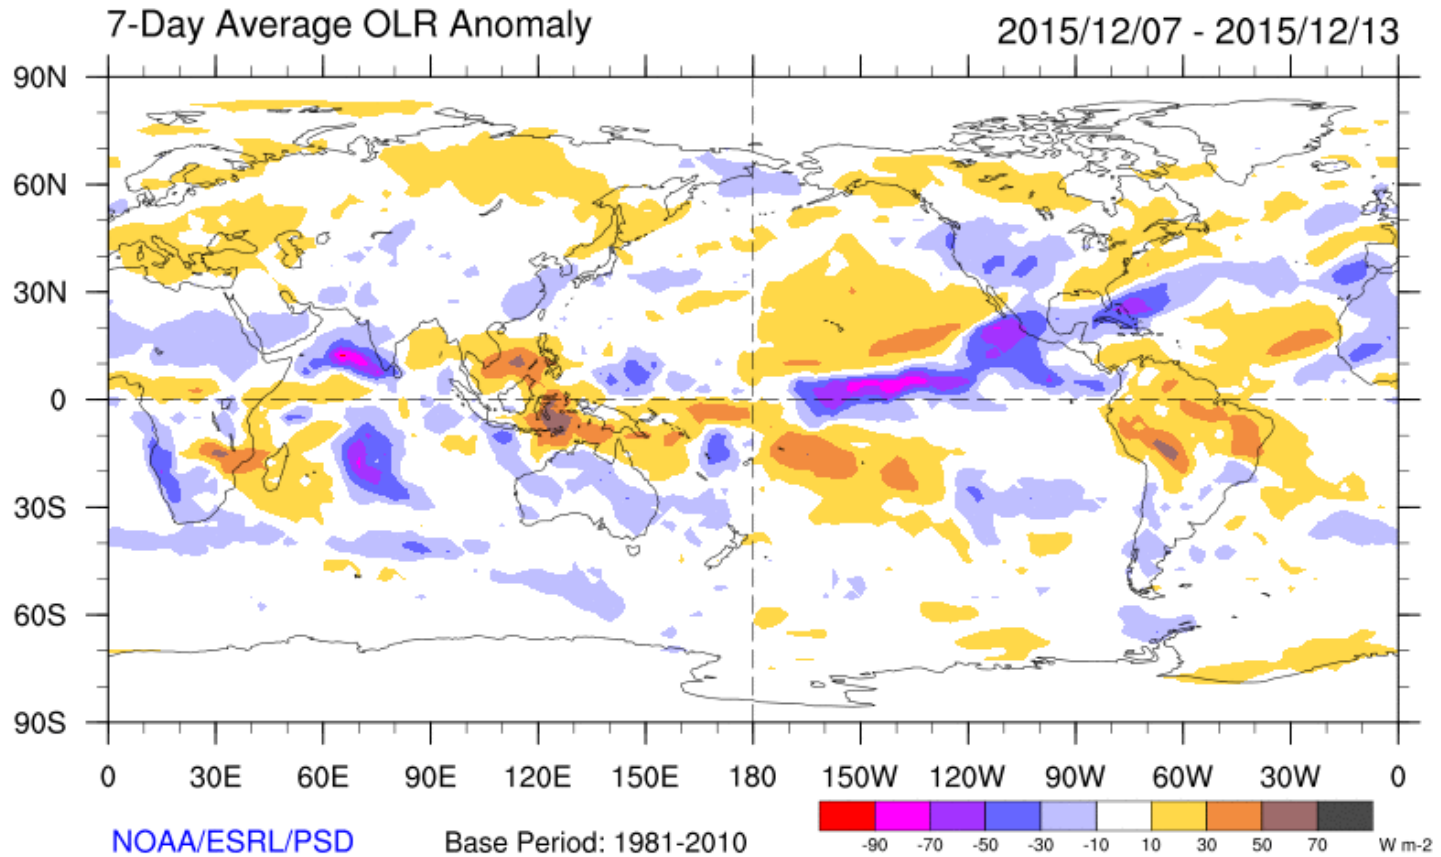 7-Day Average OLR Anomaly
2015/12/07 - 2015/12/13
90N
60N
30N
0
30S
60S
90S
0 30E 60E 90E 120E 150E 180 150W 120W 90W 60W 30W 0
-90 -70 -50 -30 -10 10 30 50 70 W m-2
NOAA/ESRL/PSD
Base Period: 1981-2010